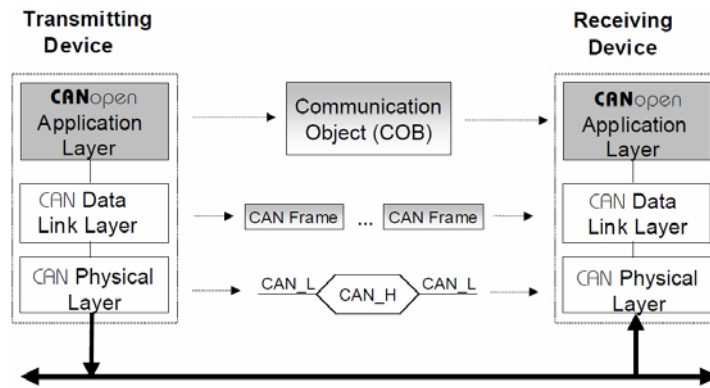 Transmitting
Device
Receiving
Device
CANopen
Application
Layer
Communication
Object (COB)
CANopen
Application
Layer
CAN Data
Link Layer
CAN Frame ... CAN Frame
CAN Data
Link Layer
CAN Physical
Layer
CAN_L CAN_H CAN_L
CAN Physical
Layer